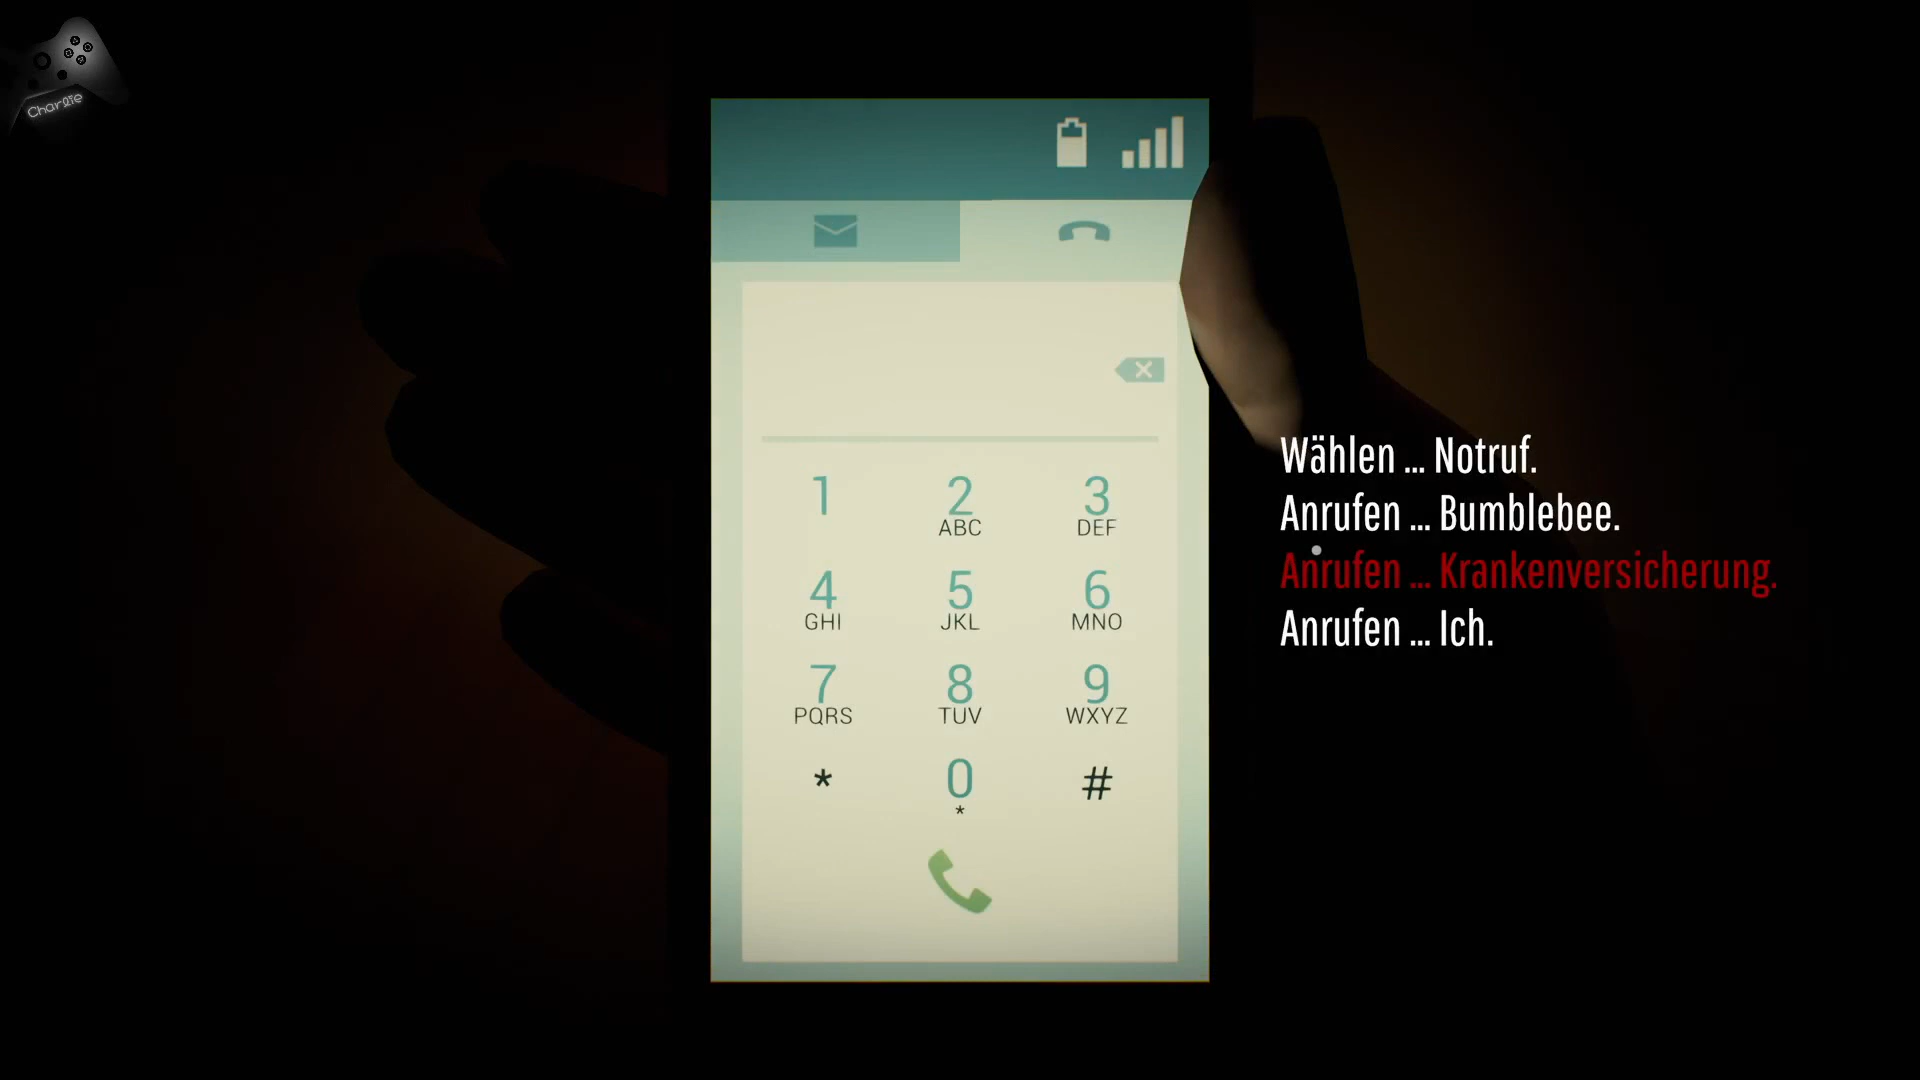 Charlie
1 2 3
ABC DEF
4 5 6
GHI JKL MNO
7 8 9
PQRS TUV WXYZ
* 0 #
*
Wählen ... Notruf.
Anrufen ... Bumblebee.
Anrufen ... Krankenversicherung.
Anrufen ... Ich.